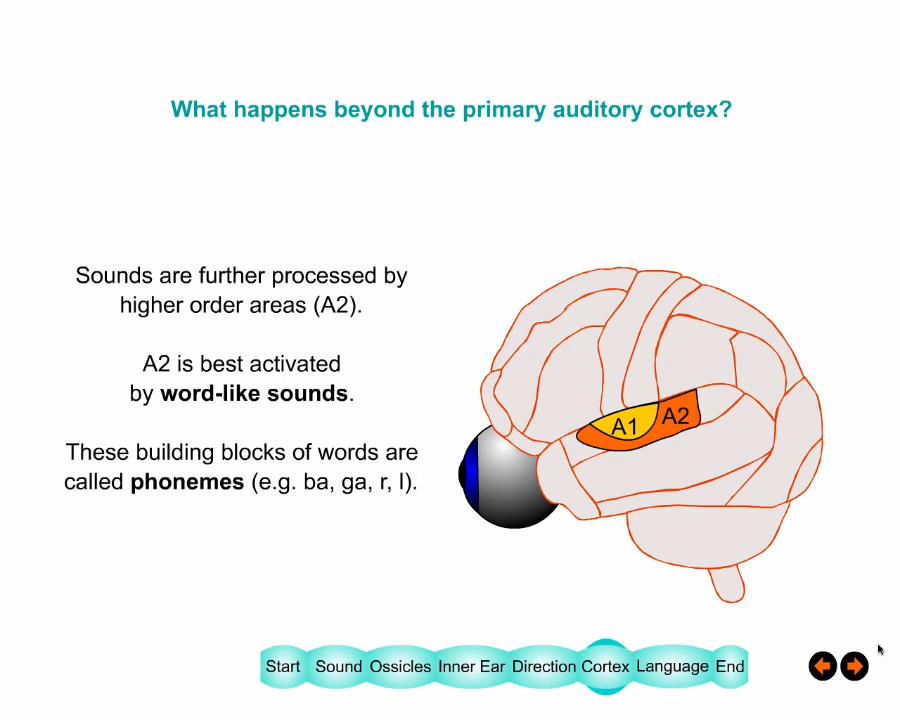 What happens beyond the primary auditory cortex?
Sounds are further processed by
higher order areas (A2).
A2 is best activated
by word-like sounds.
These building blocks of words are
called phonemes (e.g. ba, ga, r, l).
A1
A2
Start Sound Ossicles Inner Ear Direction Cortex Language End